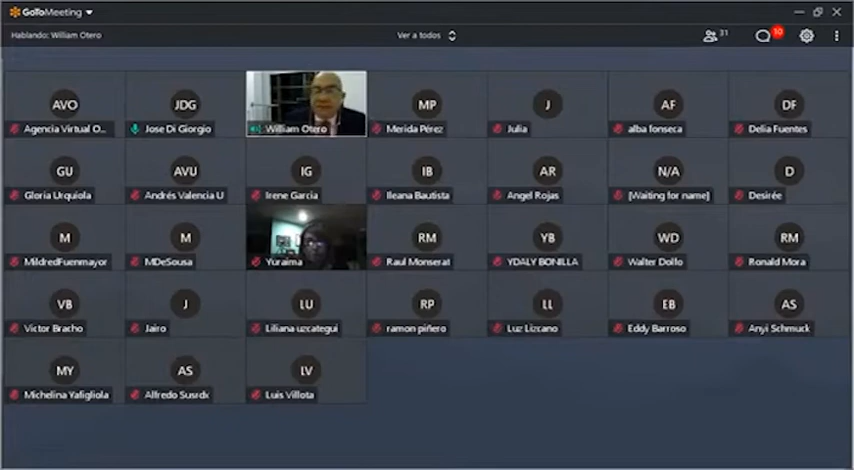 GoToMeeting
Hablando: William Otero
Ver a todos
31
10
AVO
JDG
MP
J
AF
DF
Agencia Virtual O...
Jose Di Giorgio
William Otero
Merida Pérez
Julia
alba fonseca
Delia Fuentes
GU
AVU
IG
IB
AR
N/A
D
Gloria Urquiola
Andrés Valencia U
Irene Garcia
Ileana Bautista
Angel Rojas
[Waiting for name]
Desirée
M
M
RM
YB
WD
RM
MildredFuenmayor
MDeSousa
Yuraima
Raul Monserat
YDALY BONILLA
Walter Dolfo
Ronald Mora
VB
J
LU
RP
LL
EB
AS
Victor Bracho
Jairo
Liliana uzcategui
ramon piñero
Luz Lizcano
Eddy Barroso
Anyi Schmuck
MY
AS
LV
Michelina Yafigliola
Alfredo
Luis Villota